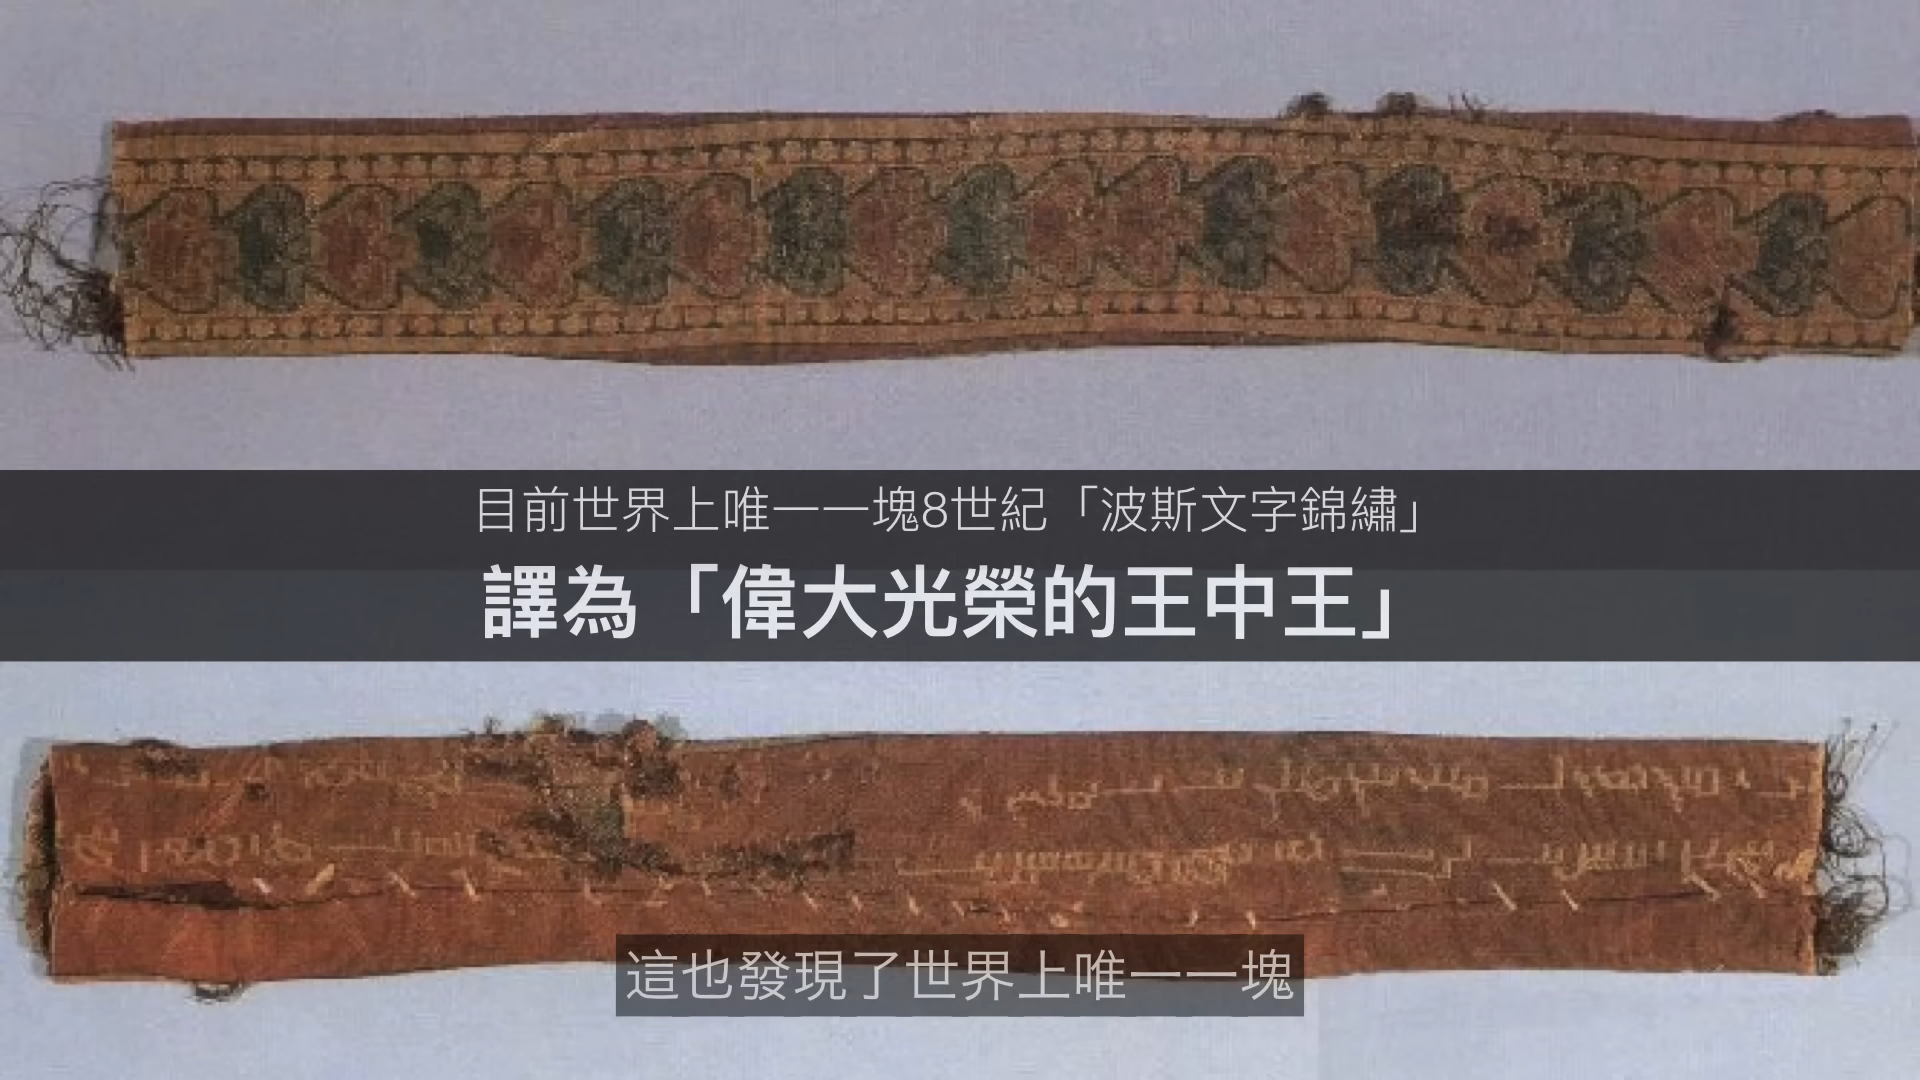 目前世界上唯一一塊8世紀「波斯文字錦繡」
譯為「偉大光榮的王中王」
這也發現了世界上唯一一塊